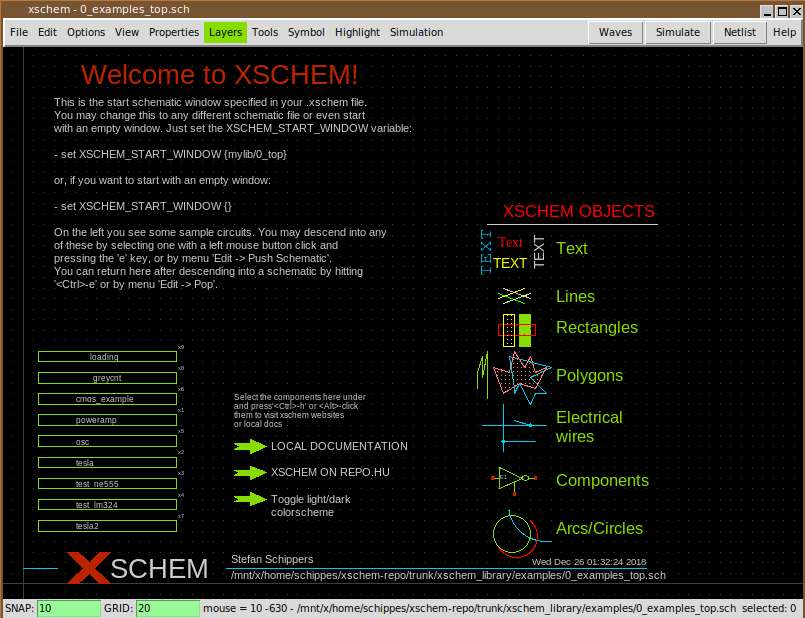 xschem - 0_examples_top.sch
File Edit Options View Properties Layers Tools Symbol Highlight Simulation Waves Simulate Netlist Help
Welcome to XSCHEM!
This is the start schematic window specified in your .xschem file.
You may change this to any different schematic file or even start
with an empty window. Just set the XSCHEM_START_WINDOW variable:
- set XSCHEM_START_WINDOW {mylib/0_top}
or, if you want to start with an empty window:
- set XSCHEM_START_WINDOW {}
On the left you see some sample circuits. You may descend into any
of these by selecting one with a left mouse button click and
pressing the 'e' key, or by menu 'Edit -> Push Schematic'.
You can return here after descending into a schematic by hitting
'<Ctrl>-e' or by menu 'Edit -> Pop'.
XSCHEM OBJECTS
TEXT
Text
TEXT
TEXT
Text
Lines
Rectangles
Polygons
Electrical
wires
Components
Arcs/Circles
x9
loading
x8
greycnt
x6
cmos_example
x1
poweramp
x5
osc
x2
tesla
x3
test_ne555
x4
test_lm324
x7
tesla2
Select the components here under
and press'<Ctrl>-h' or <Alt>-click
them to visit xschem websites
or local docs
LOCAL DOCUMENTATION
XSCHEM ON REPO.HU
Toggle light/dark
colorscheme
XSCHEM
Stefan Schippers
Wed Dec 26 01:32:24 2018
/mnt/x/home/schippes/xschem-repo/trunk/xschem_library/examples/0_examples_top.sch
SNAP: 10 GRID: 20 mouse = 10 -630 - /mnt/x/home/schippes/xschem-repo/trunk/xschem_library/examples/0_examples_top.sch selected: 0